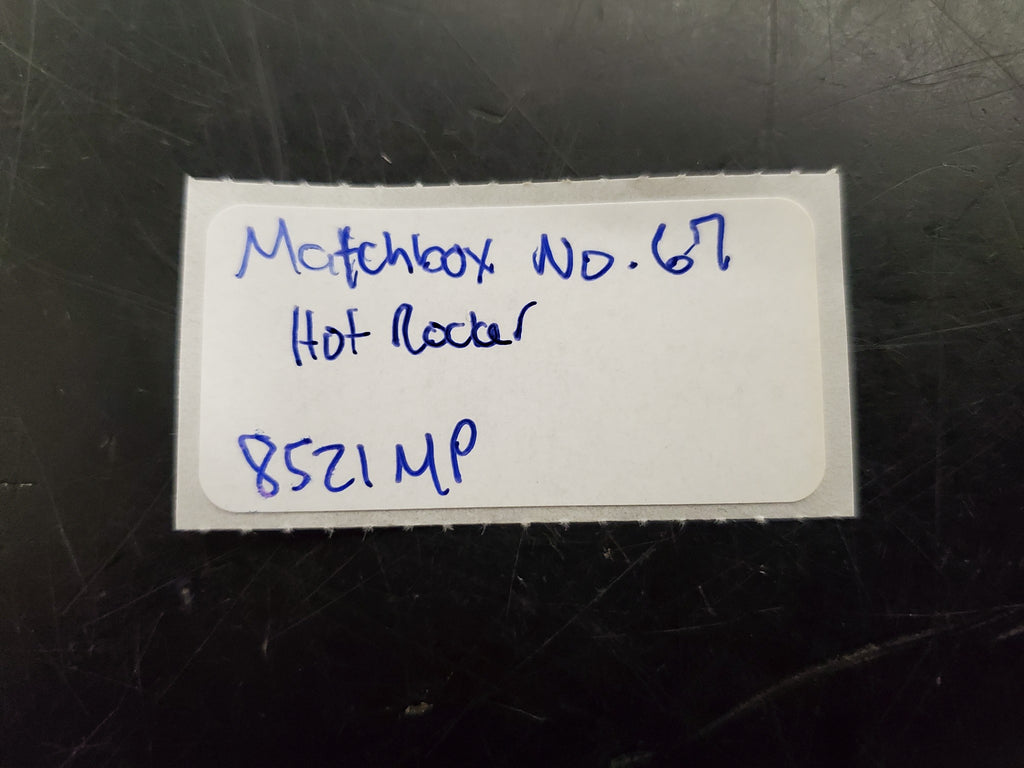 Matchbox No. 67
Hot Rocker
8521 MP